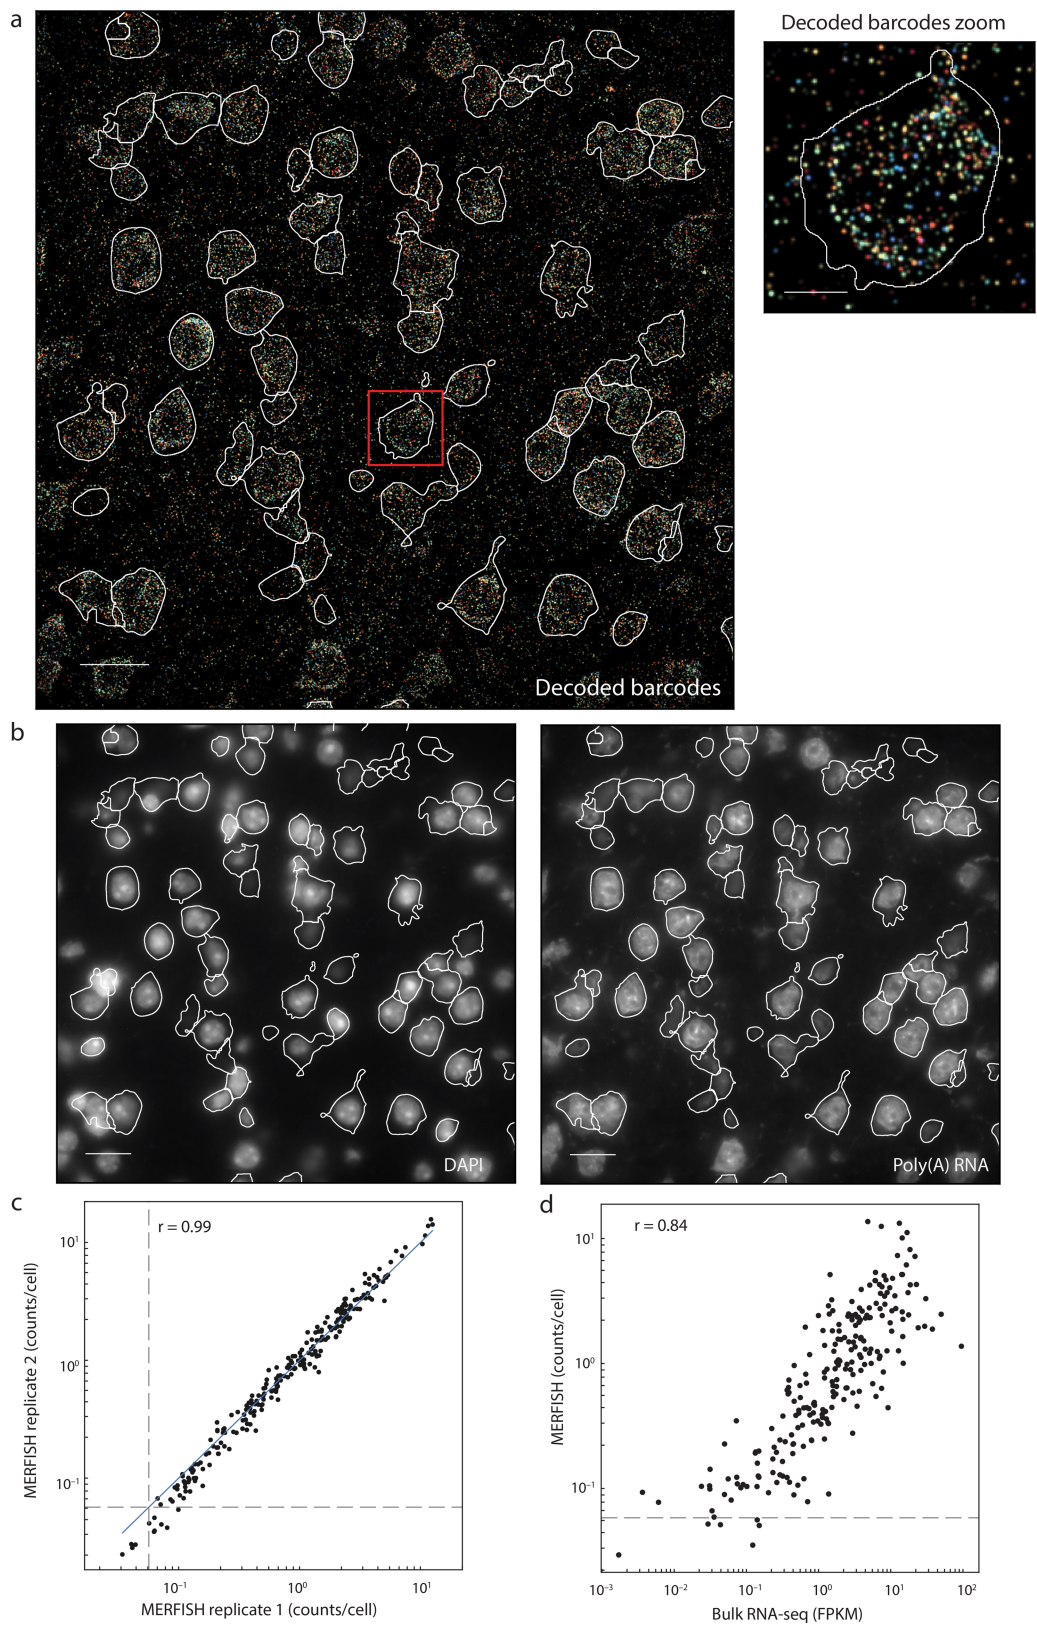 a
Decoded barcodes zoom
Decoded barcodes
b
DAPI
Poly(A) RNA
c
r = 0.99
MERFISH replicate 2 (counts/cell)
10¹
10⁰
10⁻¹
10⁻¹
10⁰
10¹
MERFISH replicate 1 (counts/cell)
d
r = 0.84
MERFISH (counts/cell)
10¹
10⁰
10⁻¹
10⁻³
10⁻²
10⁻¹
10⁰
10¹
10²
Bulk RNA-seq (FPKM)